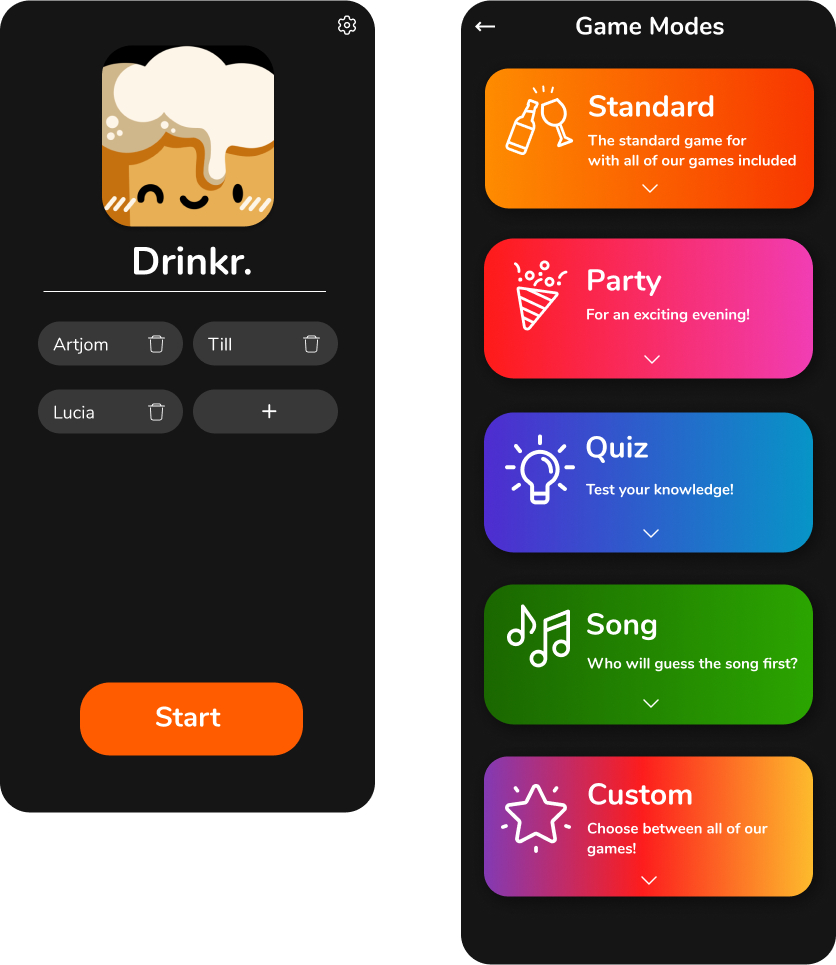 Drinkr.
Artjom
Till
Lucia
+
Start
Game Modes
Standard
The standard game for
with all of our games included
Party
For an exciting evening!
Quiz
Test your knowledge!
Song
Who will guess the song first?
Custom
Choose between all of our
games!